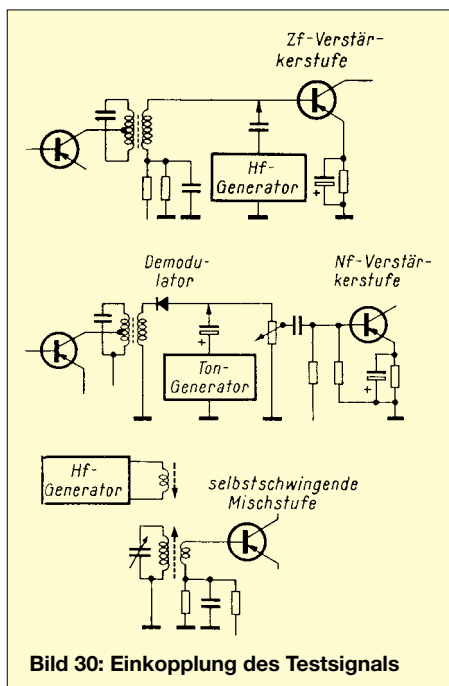 Zf-Verstär-
kerstufe
Hf-
Generator
+
Demodu-
lator
Nf-Verstär-
kerstufe
Ton-
Generator
+
+
Hf-
Generator
selbstschwingende
Mischstufe
Bild 30: Einkopplung des Testsignals